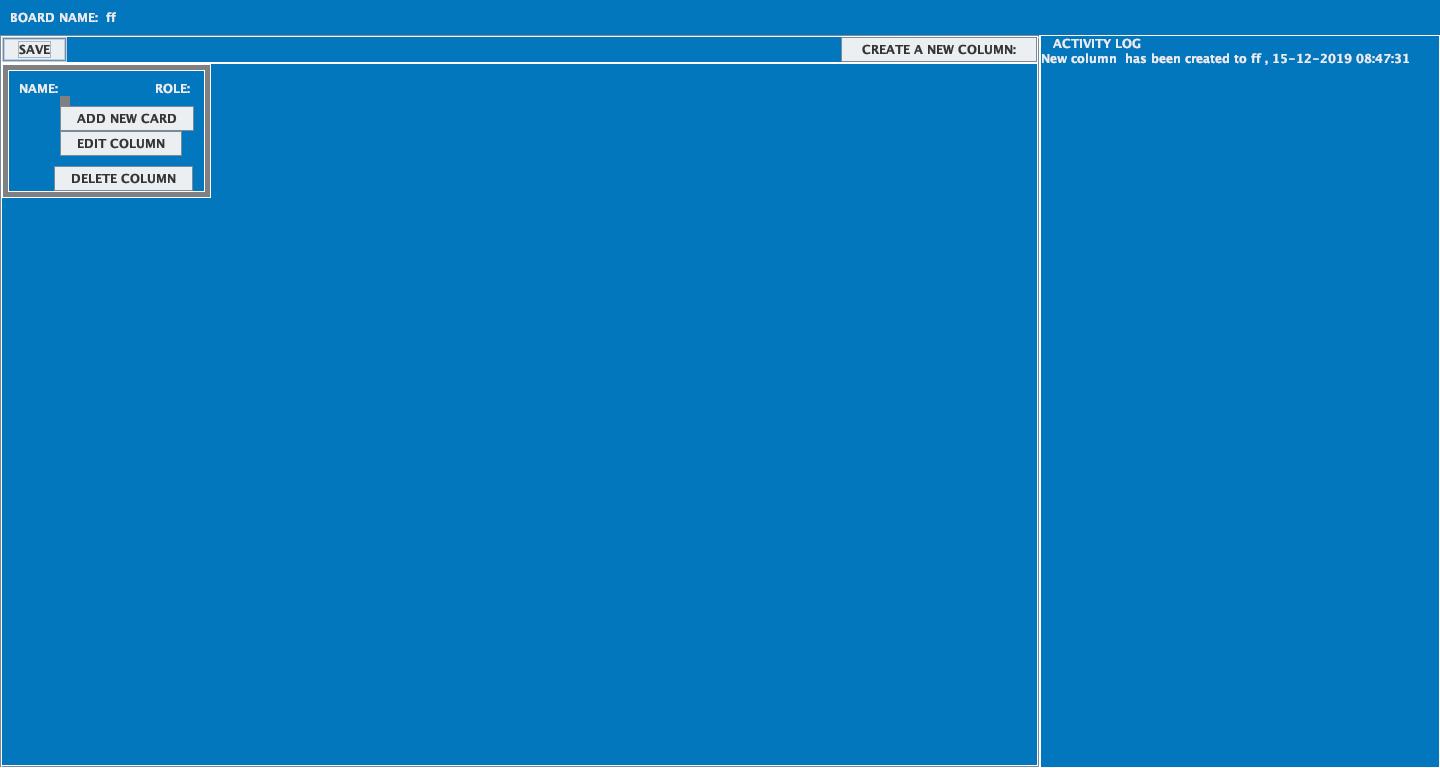 BOARD NAME: ff
SAVE
CREATE A NEW COLUMN:
NAME: ROLE:
ADD NEW CARD
EDIT COLUMN
DELETE COLUMN
ACTIVITY LOG
New column has been created to ff , 15-12-2019 08:47:31